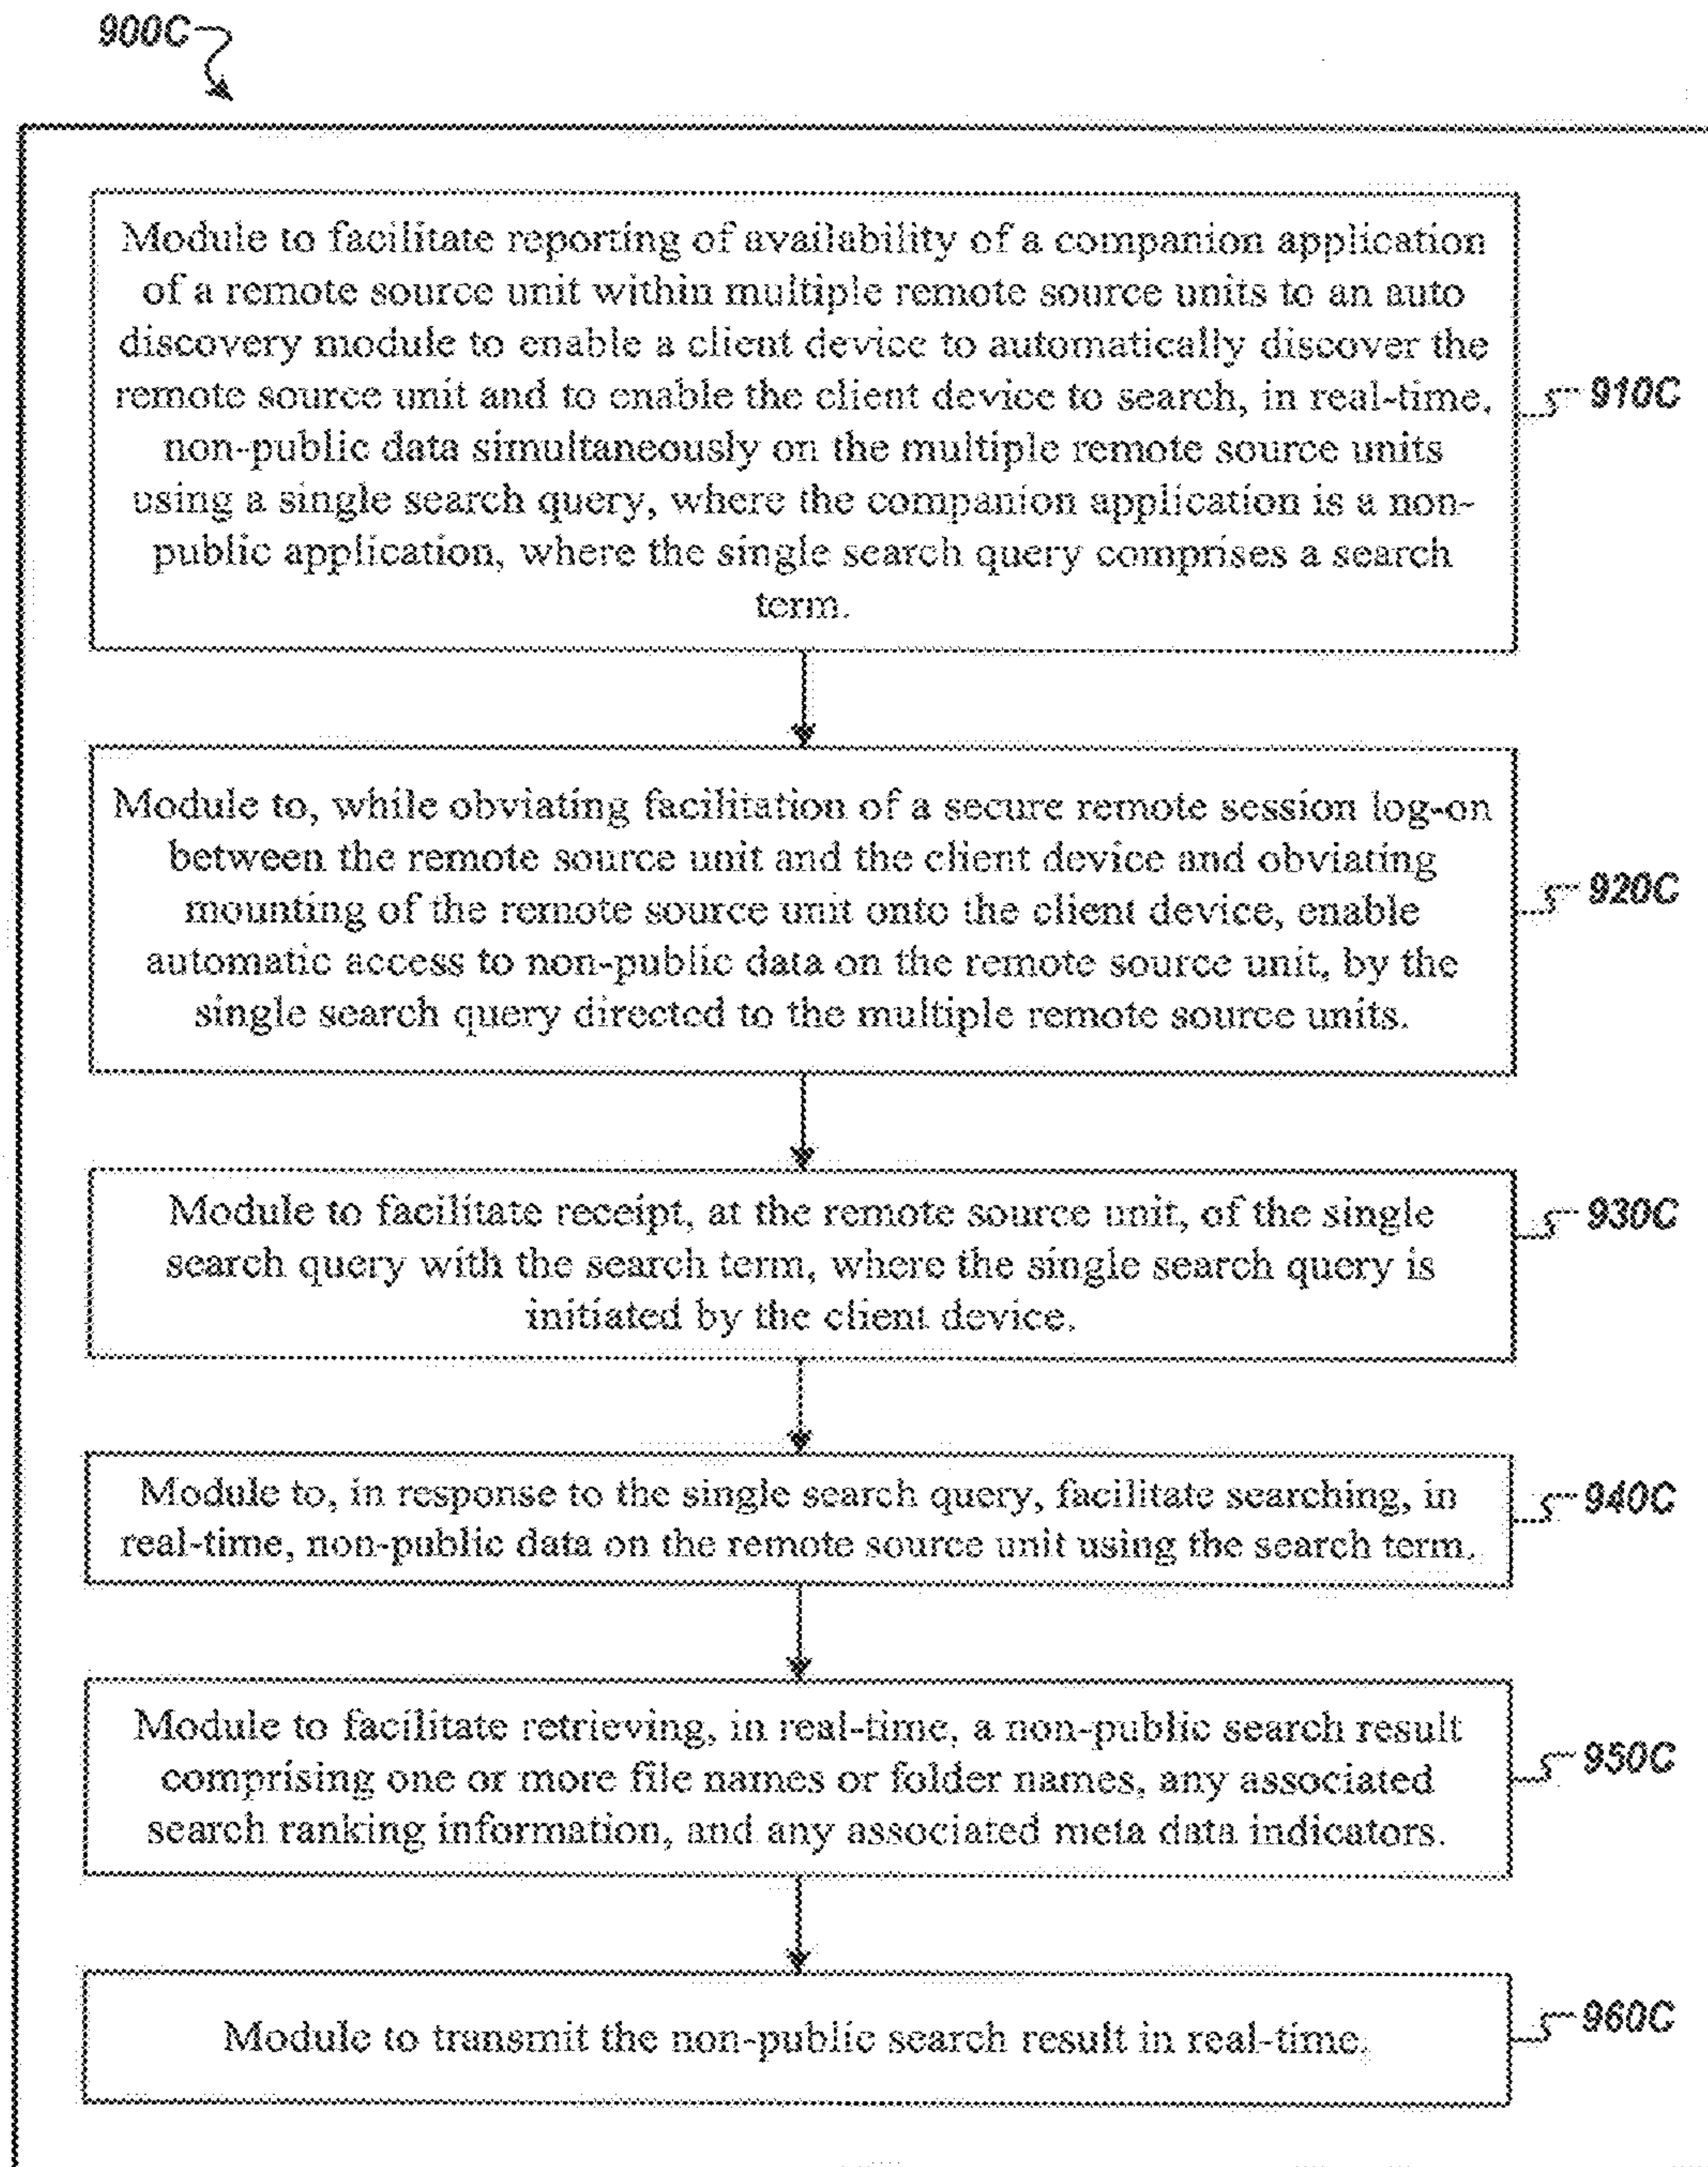 900C
Module to facilitate reporting of availability of a companion application
of a remote source unit within multiple remote source units to an auto
discovery module to enable a client device to automatically discover the
remote source unit and to enable the client device to search, in real-time,
non-public data simultaneously on the multiple remote source units
using a single search query, where the companion application is a non-
public application, where the single search query comprises a search
term.
910C
Module to, while obviating facilitation of a secure remote session log-on
between the remote source unit and the client device and obviating
mounting of the remote source unit onto the client device, enable
automatic access to non-public data on the remote source unit, by the
single search query directed to the multiple remote source units.
920C
Module to facilitate receipt, at the remote source unit, of the single
search query with the search term, where the single search query is
initiated by the client device.
930C
Module to, in response to the single search query, facilitate searching, in
real-time, non-public data on the remote source unit using the search term.
940C
Module to facilitate retrieving, in real-time, a non-public search result
comprising one or more file names or folder names, any associated
search ranking information, and any associated meta data indicators.
950C
Module to transmit the non-public search result in real-time.
960C